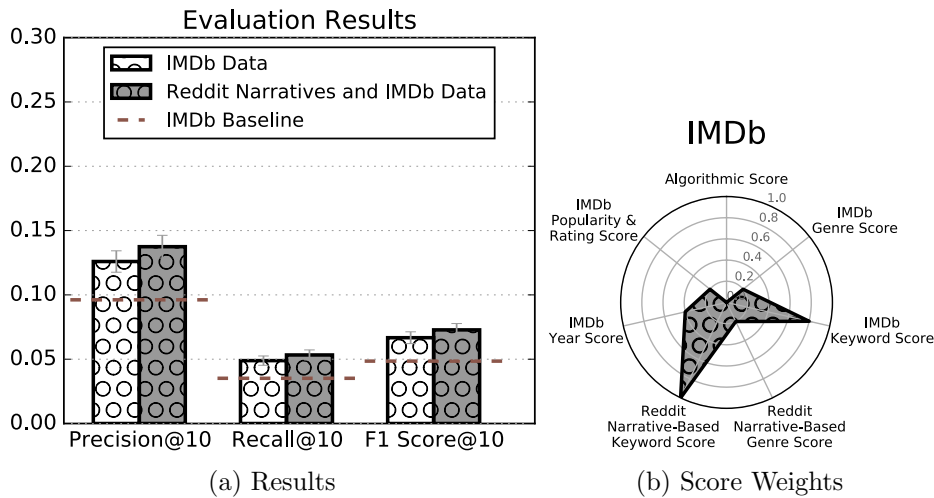 Evaluation Results
0.30
0.25
0.20
0.15
0.10
0.05
0.00
IMDb Data
Reddit Narratives and IMDb Data
IMDb Baseline
Precision@10
Recall@10
F1 Score@10
(a) Results
IMDb
Algorithmic Score
IMDb
Genre Score
IMDb
Keyword Score
Reddit
Narrative-Based
Genre Score
Reddit
Narrative-Based
Keyword Score
IMDb
Year Score
IMDb
Popularity &
Rating Score
1.0
0.8
0.6
0.4
0.2
(b) Score Weights